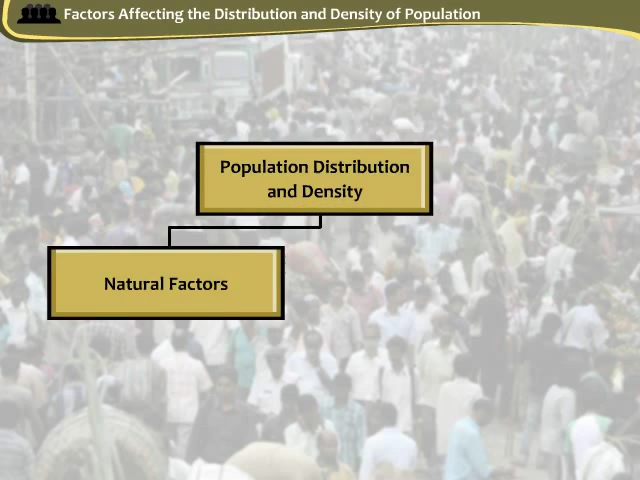 Factors Affecting the Distribution and Density of Population
Population Distribution
and Density
Natural Factors